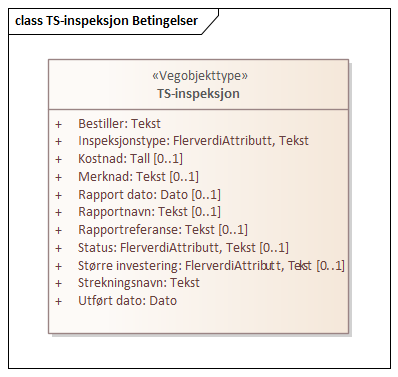 class TS-inspeksjon Betingelser
«Vegobjekttype»
TS-inspeksjon
+ Bestiller: Tekst
+ Inspeksjonstype: FlerverdiAttributt, Tekst
+ Kostnad: Tall [0..1]
+ Merknad: Tekst [0..1]
+ Rapport dato: Dato [0..1]
+ Rapportnavn: Tekst [0..1]
+ Rapportreferanse: Tekst [0..1]
+ Status: FlerverdiAttributt, Tekst [0..1]
+ Større investering: FlerverdiAttributt, Tekst [0..1]
+ Strekningsnavn: Tekst
+ Utført dato: Dato